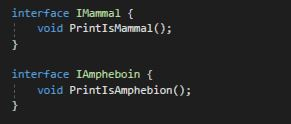 interface IMammal {
void PrintIsMammal();
}
interface IAmpheboin {
void PrintIsAmphebion();
}